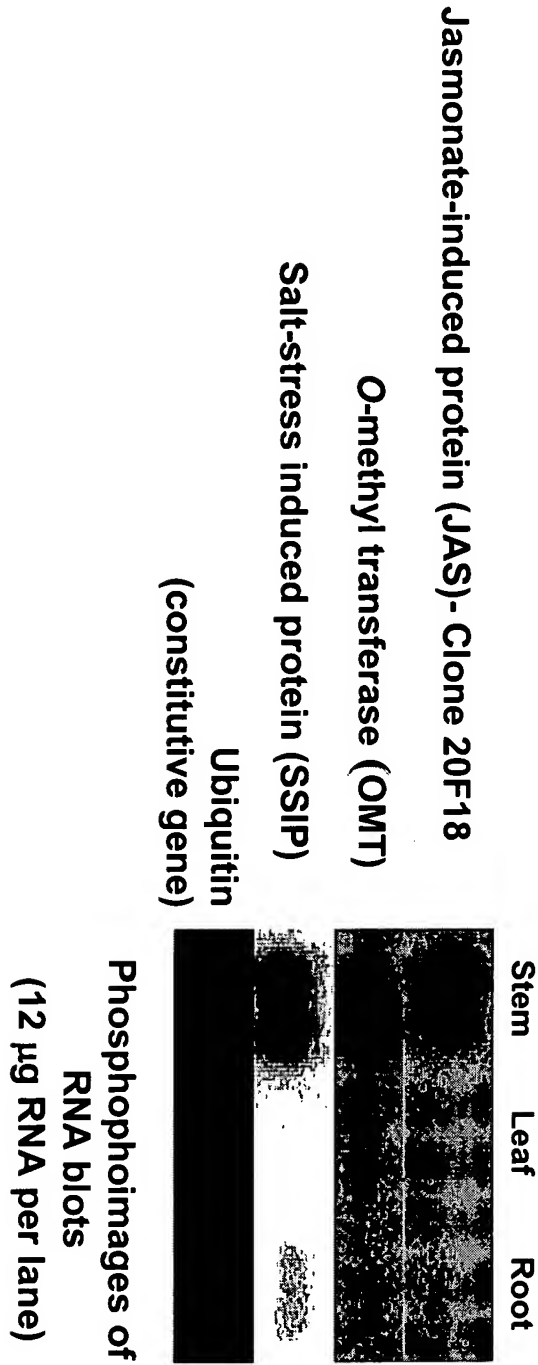 Stem Leaf Root
Jasmonate-induced protein (JAS)- Clone 20F18
O-methyl transferase (OMT)
Salt-stress induced protein (SSIP)
Ubiquitin
(constitutive gene)
Phosphophoimages of
RNA blots
(12 µg RNA per lane)